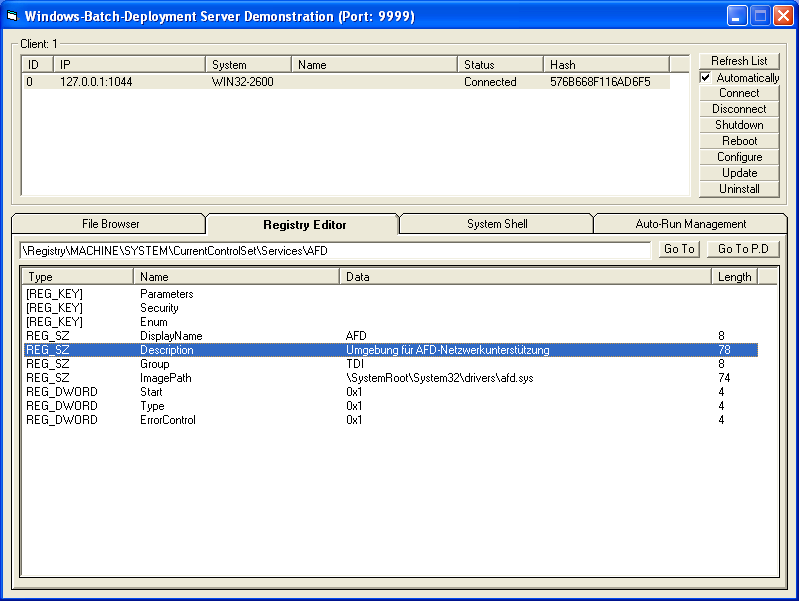 Windows-Batch-Deployment Server Demonstration (Port: 9999)
Client: 1
ID IP System Name Status Hash
0 127.0.0.1:1044 WIN32-2600 Connected 576B668F116AD6F5
Refresh List
Automatically
Connect
Disconnect
Shutdown
Reboot
Configure
Update
Uninstall
File Browser Registry Editor System Shell Auto-Run Management
\Registry\MACHINE\SYSTEM\CurrentControlSet\Services\AFD Go To Go To P.D
Type Name Data Length
[REG_KEY] Parameters
[REG_KEY] Security
[REG_KEY] Enum
REG_SZ DisplayName AFD 8
REG_SZ Description Umgebung für AFD-Netzwerkunterstützung 78
REG_SZ Group TDI 8
REG_SZ ImagePath \SystemRoot\System32\drivers\afd.sys 74
REG_DWORD Start 0x1 4
REG_DWORD Type 0x1 4
REG_DWORD ErrorControl 0x1 4